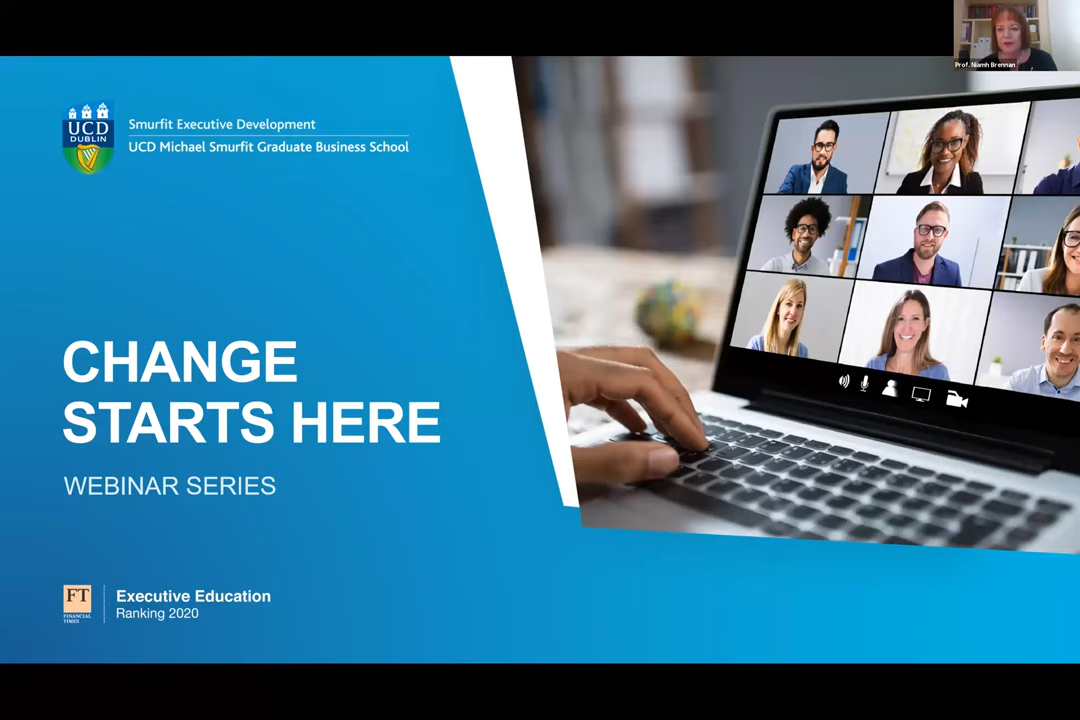 Prof. Niamh Brennan
UCD
DUBLIN
Smurfit Executive Development
UCD Michael Smurfit Graduate Business School
CHANGE
STARTS HERE
WEBINAR SERIES
FT
FINANCIAL
TIMES
Executive Education
Ranking 2020